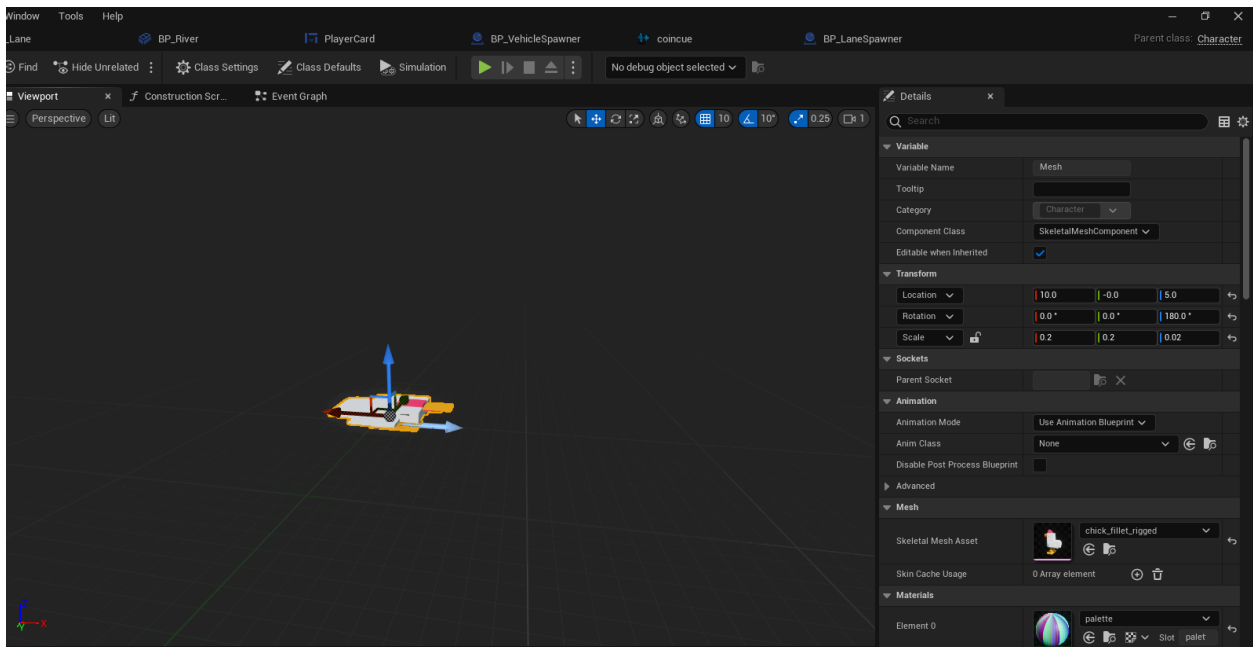 Window Tools Help
_Lane BP_River PlayerCard BP_VehicleSpawner coincue BP_LaneSpawner Parent class: Character
Find Hide Unrelated Class Settings Class Defaults Simulation No debug object selected
Viewport Construction Scr... Event Graph Details
Perspective Lit 10 10° 0.25 1 Search
Variable
Variable Name Mesh
Tooltip
Category Character
Component Class SkeletalMeshComponent
Editable when Inherited
Transform
Location 10.0 -0.0 5.0
Rotation 0.0 ° 0.0 ° 180.0 °
Scale 0.2 0.2 0.02
Sockets
Parent Socket
Animation
Animation Mode Use Animation Blueprint
Anim Class None
Disable Post Process Blueprint
Advanced
Mesh
Skeletal Mesh Asset chick_fillet_rigged
Skin Cache Usage 0 Array element
Materials
Element 0 palette
Slot palet
Z
X
Y